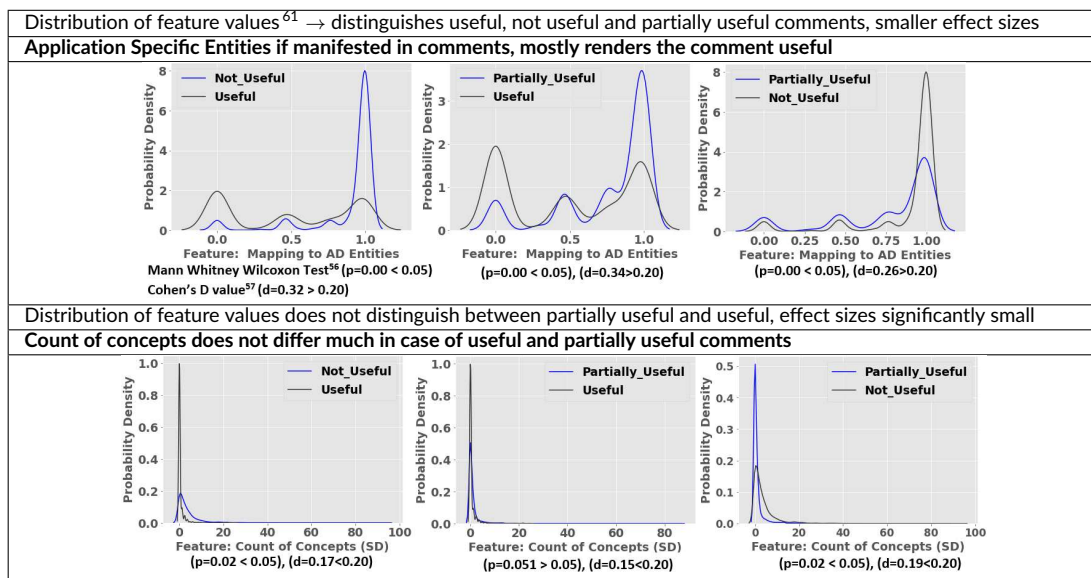 Distribution of feature values 61 → distinguishes useful, not useful and partially useful comments, smaller effect sizes
Application Specific Entities if manifested in comments, mostly renders the comment useful
Not_Useful
Useful
Probability Density
8
6
4
2
0
0.0 0.5 1.0
Feature: Mapping to AD Entities
Mann Whitney Wilcoxon Test56 (p=0.00 < 0.05)
Cohen's D value57 (d=0.32 > 0.20)
Partially_Useful
Useful
Probability Density
3
2
1
0
0.0 0.5 1.0
Feature: Mapping to AD Entities
(p=0.00 < 0.05), (d=0.34>0.20)
Partially_Useful
Not_Useful
Probability Density
8
6
4
2
0
0.00 0.25 0.50 0.75 1.00
Feature: Mapping to AD Entities
(p=0.00 < 0.05), (d=0.26>0.20)
Distribution of feature values does not distinguish between partially useful and useful, effect sizes significantly small
Count of concepts does not differ much in case of useful and partially useful comments
Not_Useful
Useful
Probability Density
1.0
0.8
0.6
0.4
0.2
0.0
0 20 40 60 80 100
Feature: Count of Concepts (SD)
(p=0.02 < 0.05), (d=0.17<0.20)
Partially_Useful
Useful
Probability Density
1.0
0.8
0.6
0.4
0.2
0.0
0 20 40 60 80
Feature: Count of Concepts (SD)
(p=0.051 > 0.05), (d=0.15<0.20)
Partially_Useful
Not_Useful
Probability Density
0.5
0.4
0.3
0.2
0.1
0.0
0 20 40 60 80 100
Feature: Count of Concepts (SD)
(p=0.02 < 0.05), (d=0.19<0.20)